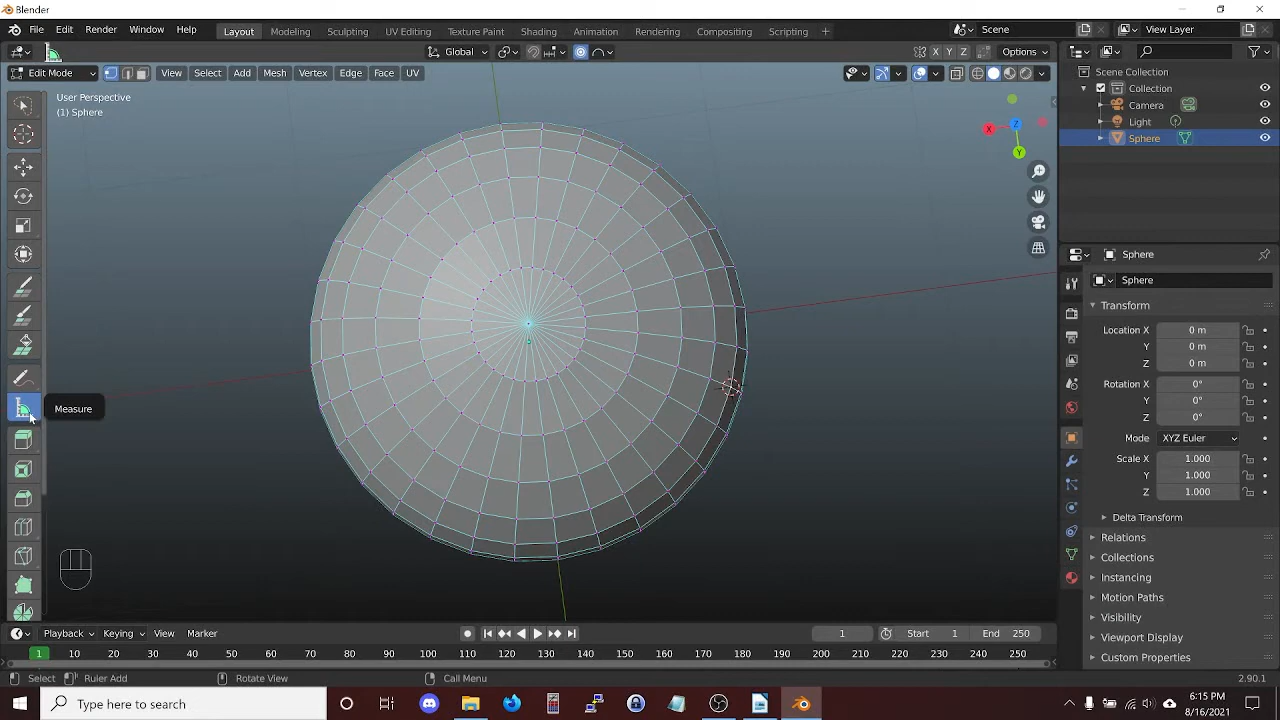 Blender
File Edit Render Window Help
Layout Modeling Sculpting UV Editing Texture Paint Shading Animation Rendering Compositing Scripting +
Scene
View Layer
Global
X Y Z
Options
Edit Mode
View Select Add Mesh Vertex Edge Face UV
User Perspective
(1) Sphere
X
Z
Y
Measure
Scene Collection
Collection
Camera
Light
Sphere
Sphere
Sphere
Transform
Location X 0 m
Y 0 m
Z 0 m
Rotation X 0°
Y 0°
Z 0°
Mode XYZ Euler
Scale X 1.000
Y 1.000
Z 1.000
Delta Transform
Relations
Collections
Instancing
Motion Paths
Visibility
Viewport Display
Custom Properties
Playback Keying View Marker
1
Start 1
End 250
1 10 20 30 40 50 60 70 80 90 100 110 120 130 140 150 160 170 180 190 200 210 220 230 240 250
Select Ruler Add Rotate View Call Menu
2.90.1
Type here to search
6:15 PM
8/16/2021